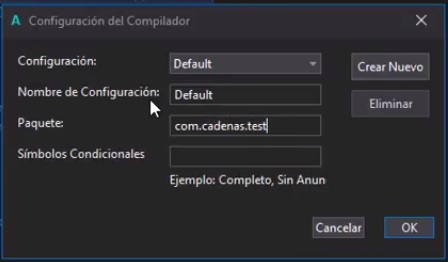 A Configuración del Compilador
Configuración: Default Crear Nuevo
Nombre de Configuración: Default Eliminar
Paquete: com.cadenas.test
Símbolos Condicionales
Ejemplo: Completo, Sin Anun
Cancelar OK